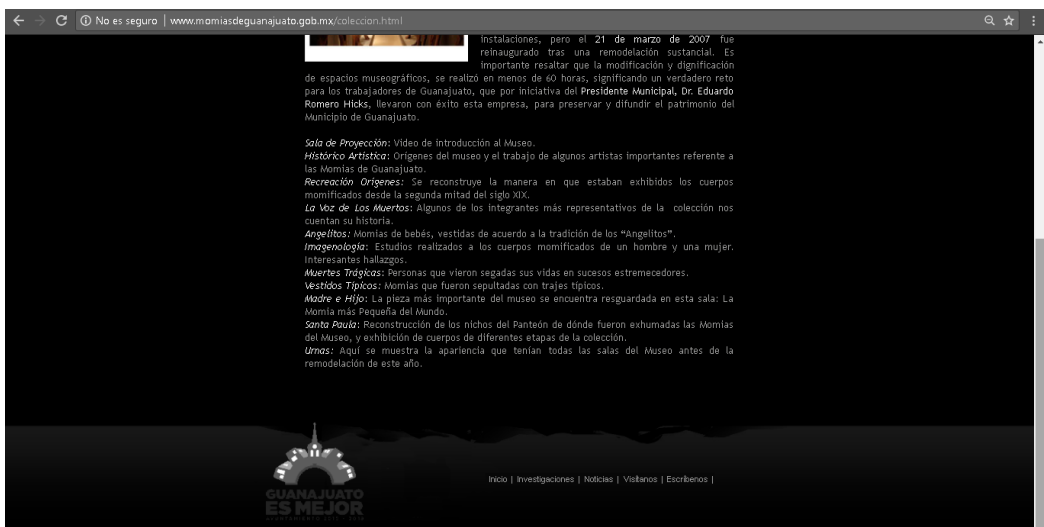 No es seguro | www.momiasdeguanajuato.gob.mx/coleccion.html
instalaciones, pero el 21 de marzo de 2007 fue
reinaugurado tras una remodelación sustancial. Es
importante resaltar que la modificación y dignificación
de espacios museográficos, se realizó en menos de 60 horas, significando un verdadero reto
para los trabajadores de Guanajuato, que por iniciativa del Presidente Municipal, Dr. Eduardo
Romero Hicks, llevaron con éxito esta empresa, para preservar y difundir el patrimonio del
Municipio de Guanajuato.
Sala de Proyección: Video de introducción al Museo.
Histórico Artística: Orígenes del museo y el trabajo de algunos artistas importantes referente a
las Momias de Guanajuato.
Recreación Orígenes: Se reconstruye la manera en que estaban exhibidos los cuerpos
momificados desde la segunda mitad del siglo XIX.
La Voz de Los Muertos: Algunos de los integrantes más representativos de la colección nos
cuentan su historia.
Angelitos: Momias de bebés, vestidas de acuerdo a la tradición de los “Angelitos”.
Imagenología: Estudios realizados a los cuerpos momificados de un hombre y una mujer.
Interesantes hallazgos.
Muertes Trágicas: Personas que vieron segadas sus vidas en sucesos estremecedores.
Vestidos Típicos: Momias que fueron sepultadas con trajes típicos.
Madre e Hijo: La pieza más importante del museo se encuentra resguardada en esta sala: La
Momia más Pequeña del Mundo.
Santa Paula: Reconstrucción de los nichos del Panteón de dónde fueron exhumadas las Momias
del Museo, y exhibición de cuerpos de diferentes etapas de la colección.
Urnas: Aquí se muestra la apariencia que tenían todas las salas del Museo antes de la
remodelación de este año.
Inicio | Investigaciones | Noticias | Visítanos | Escríbenos |
GUANAJUATO
ES MEJOR